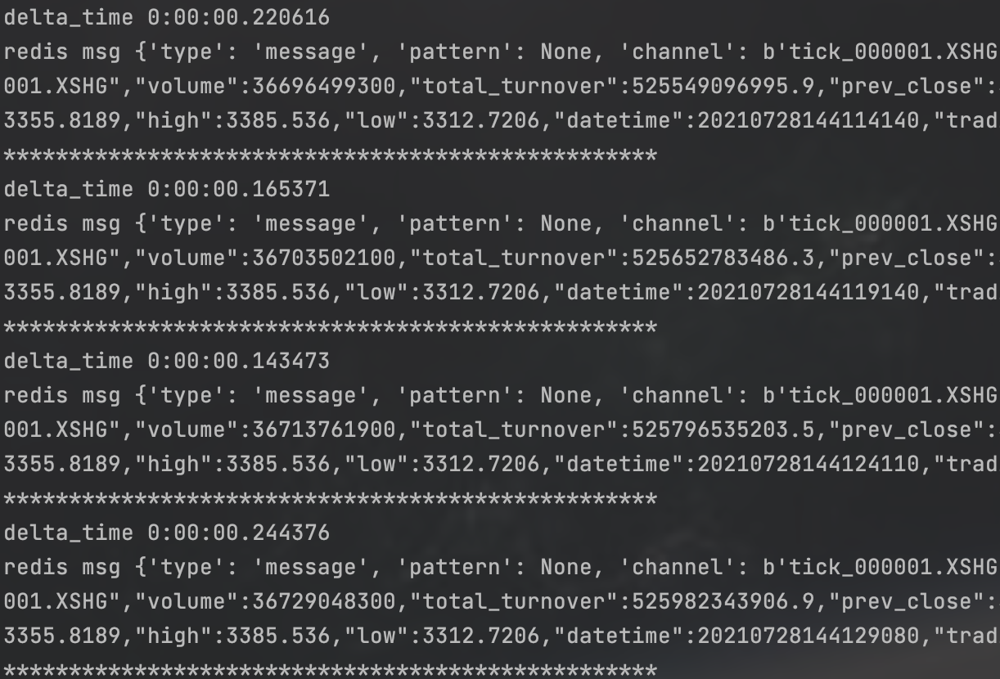 delta_time 0:00:00.220616
redis msg {'type': 'message', 'pattern': None, 'channel': b'tick_000001.XSHG
001.XSHG","volume":36696499300,"total_turnover":525549096995.9,"prev_close":
3355.8189,"high":3385.536,"low":3312.7206,"datetime":20210728144114140,"trad
**************************************************
delta_time 0:00:00.165371
redis msg {'type': 'message', 'pattern': None, 'channel': b'tick_000001.XSHG
001.XSHG","volume":36703502100,"total_turnover":525652783486.3,"prev_close":
3355.8189,"high":3385.536,"low":3312.7206,"datetime":20210728144119140,"trad
**************************************************
delta_time 0:00:00.143473
redis msg {'type': 'message', 'pattern': None, 'channel': b'tick_000001.XSHG
001.XSHG","volume":36713761900,"total_turnover":525796535203.5,"prev_close":
3355.8189,"high":3385.536,"low":3312.7206,"datetime":20210728144124110,"trad
**************************************************
delta_time 0:00:00.244376
redis msg {'type': 'message', 'pattern': None, 'channel': b'tick_000001.XSHG
001.XSHG","volume":36729048300,"total_turnover":525982343906.9,"prev_close":
3355.8189,"high":3385.536,"low":3312.7206,"datetime":20210728144129080,"trad
**************************************************